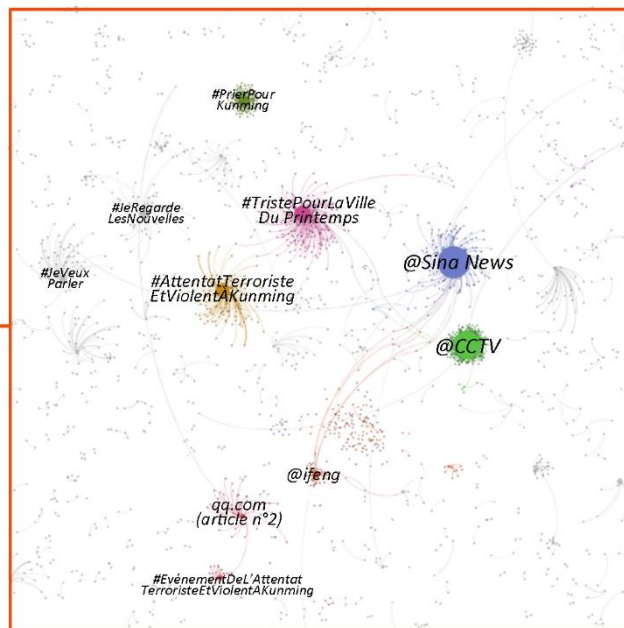 #PrierPour
Kunming
#TristePourLaVille
Du Printemps
#JeRegarde
LesNouvelles
@Sina News
#JeVeux
Parler
#AttentatTerroriste
EtViolentAKunming
@CCTV
@ifeng
qq.com
(article n°2)
#EvénementDeL'Attentat
TerroristeEtViolentAKunming